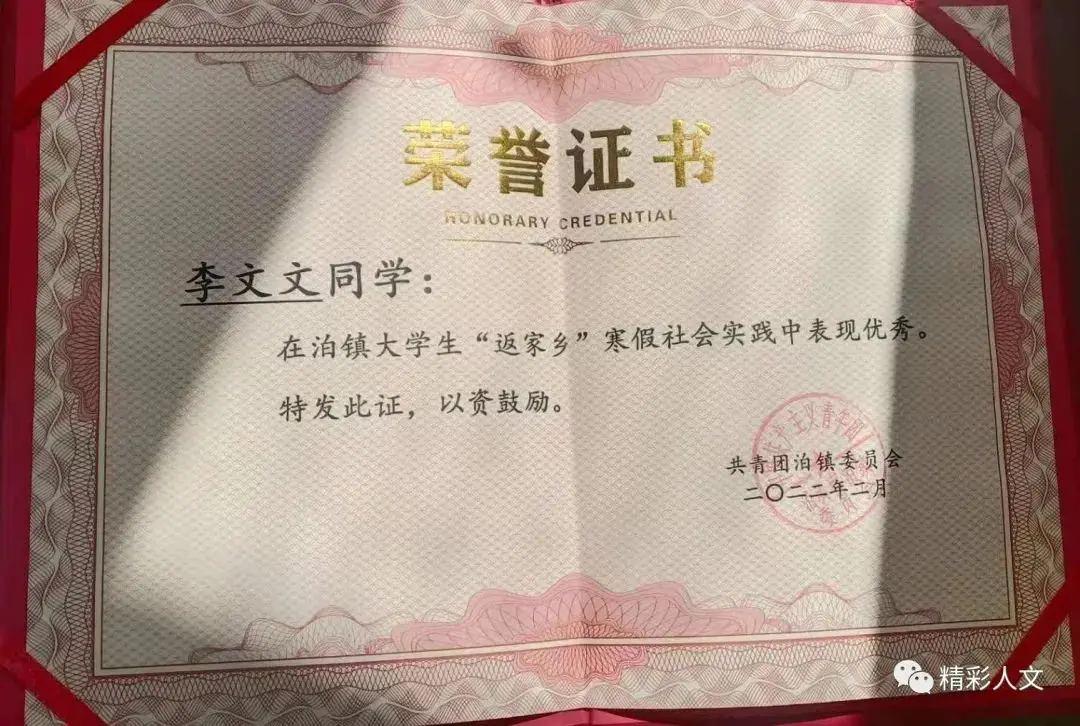 荣誉证书
HONORARY CREDENTIAL
李文文同学：
在泊镇大学生“返家乡”寒假社会实践中表现优秀。
特发此证，以资鼓励。
共青团泊镇委员会
二〇二二年二月
精彩人文